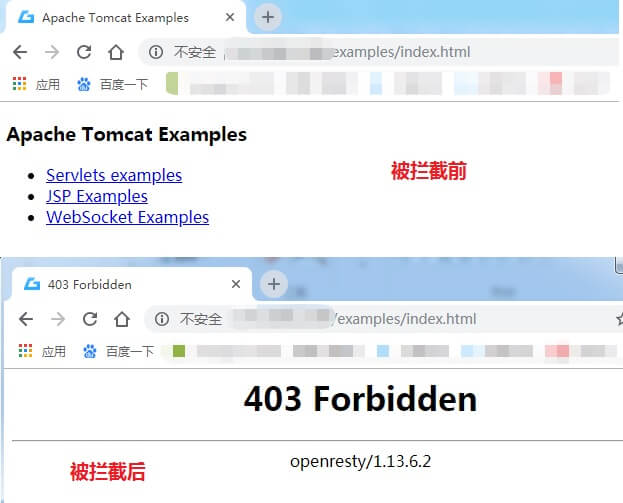 Apache Tomcat Examples
不安全
examples/index.html
应用
百度一下
Apache Tomcat Examples
被拦截前
Servlets examples
JSP Examples
WebSocket Examples
403 Forbidden
不安全
/examples/index.html
应用
百度一下
403 Forbidden
openresty/1.13.6.2
被拦截后